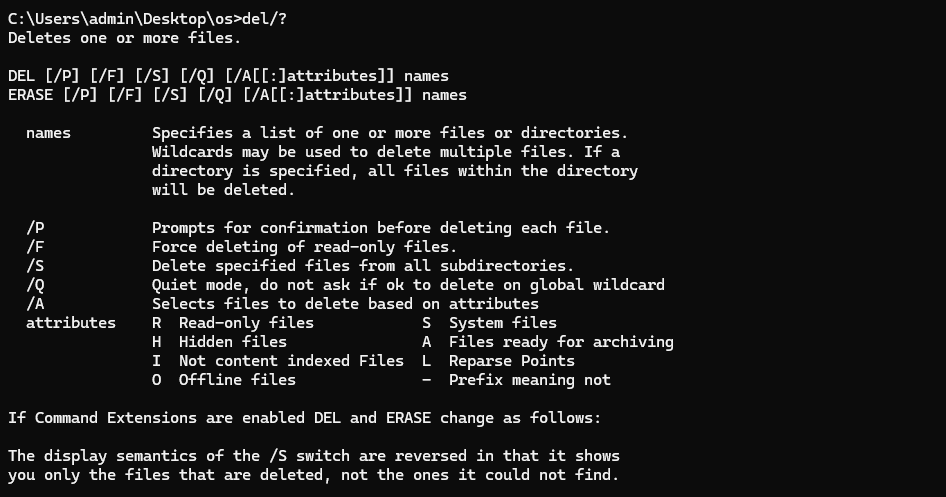 C:\Users\admin\Desktop\os>del/?
Deletes one or more files.

DEL [/P] [/F] [/S] [/Q] [/A[[:]attributes]] names
ERASE [/P] [/F] [/S] [/Q] [/A[[:]attributes]] names

  names         Specifies a list of one or more files or directories.
                Wildcards may be used to delete multiple files. If a
                directory is specified, all files within the directory
                will be deleted.

  /P            Prompts for confirmation before deleting each file.
  /F            Force deleting of read-only files.
  /S            Delete specified files from all subdirectories.
  /Q            Quiet mode, do not ask if ok to delete on global wildcard
  /A            Selects files to delete based on attributes
  attributes    R  Read-only files            S  System files
                H  Hidden files               A  Files ready for archiving
                I  Not content indexed Files  L  Reparse Points
                O  Offline files              -  Prefix meaning not

If Command Extensions are enabled DEL and ERASE change as follows:

The display semantics of the /S switch are reversed in that it shows
you only the files that are deleted, not the ones it could not find.